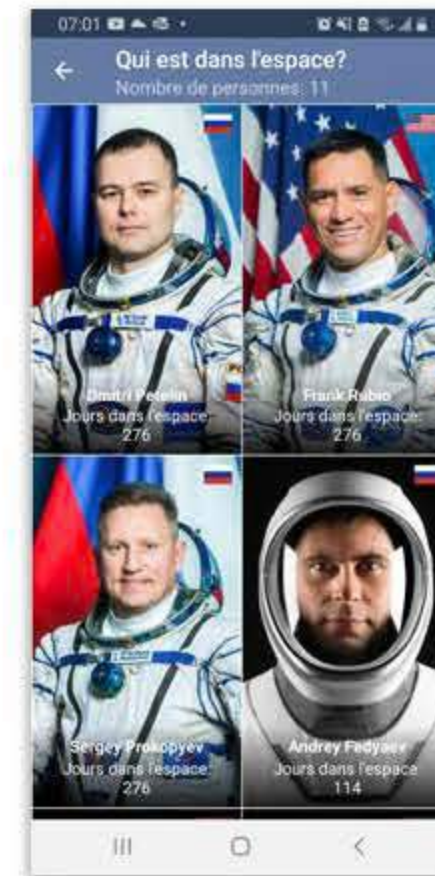 07:01
Qui est dans l'espace?
Nombre de personnes: 11
Dmitri Petelin
Jours dans l'espace:
276
Frank Rubio
Jours dans l'espace:
276
Sergey Prokopyev
Jours dans l'espace:
276
Andrey Fedyaev
Jours dans l'espace:
114